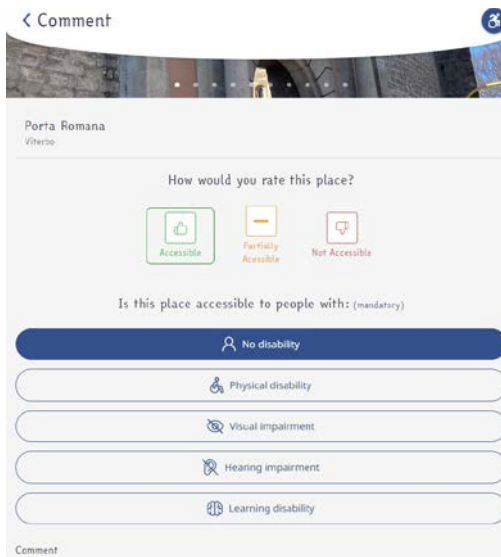 Comment
Porta Romana
Viterbo
How would you rate this place?
Accessible
Partially
Acessible
Not Accessible
Is this place accessible to people with: (mandatory)
No disability
Physical disability
Visual impairment
Hearing impairment
Learning disability
Comment